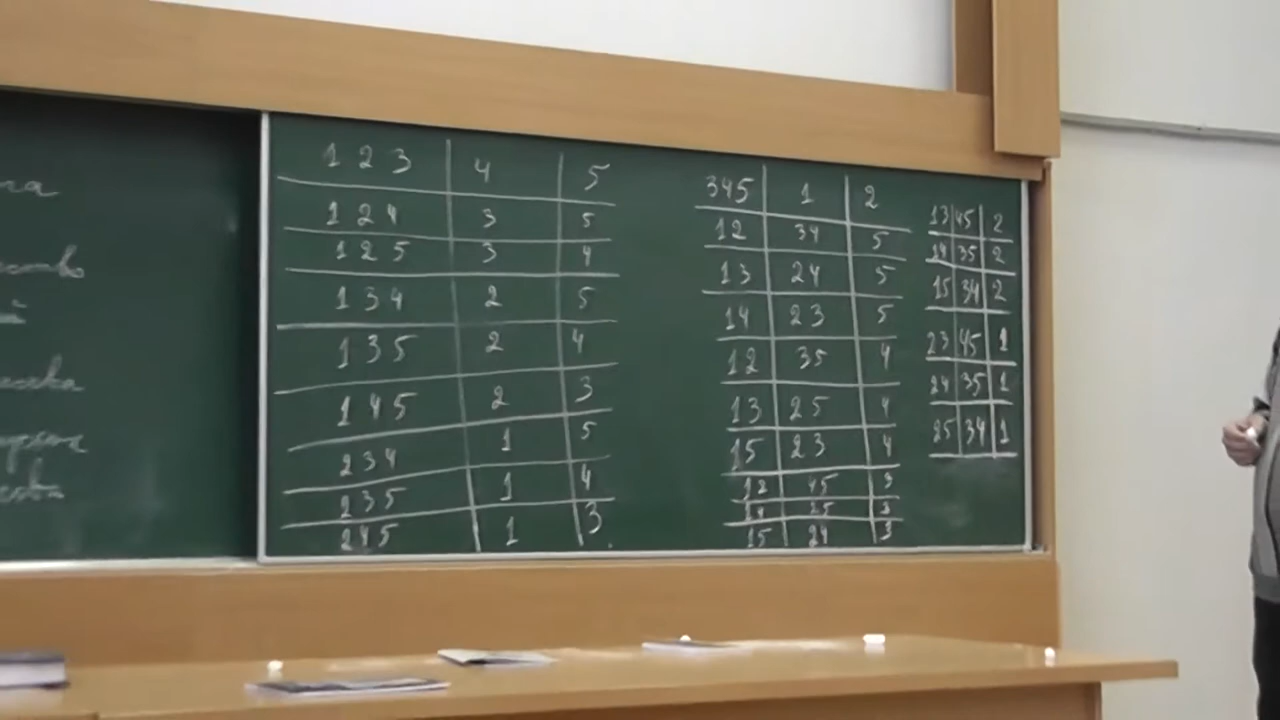 1 2 3 | 4 | 5
1 2 4 | 3 | 5
1 2 5 | 3 | 4
1 3 4 | 2 | 5
1 3 5 | 2 | 4
1 4 5 | 2 | 3
2 3 4 | 1 | 5
2 3 5 | 1 | 4
2 4 5 | 1 | 3
345 | 1 | 2
12 | 34 | 5
13 | 24 | 5
14 | 23 | 5
12 | 35 | 4
13 | 25 | 4
15 | 23 | 4
12 | 45 | 3
14 | 25 | 3
15 | 24 | 3
13 | 45 | 2
14 | 35 | 2
15 | 34 | 2
23 | 45 | 1
24 | 35 | 1
25 | 34 | 1